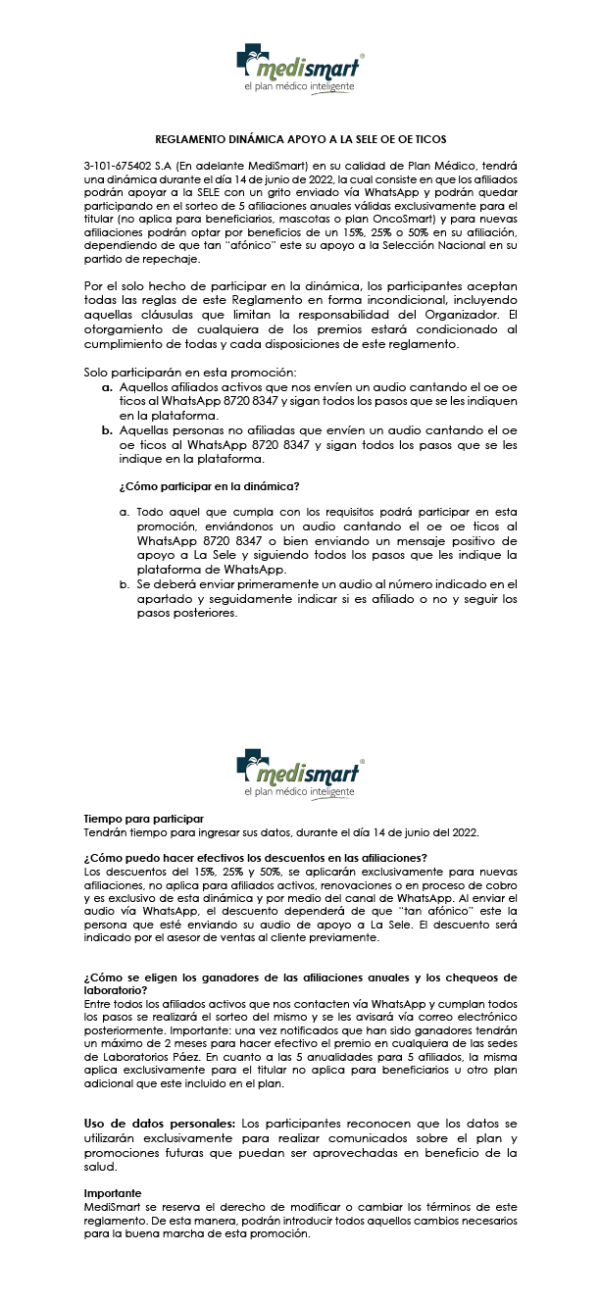 medismart®
el plan médico inteligente
REGLAMENTO DINÁMICA APOYO A LA SELE OE OE TICOS
3-101-675402 S.A (En adelante MediSmart) en su calidad de Plan Médico, tendrá
una dinámica durante el día 14 de junio de 2022, la cual consiste en que los afiliados
podrán apoyar a la SELE con un grito enviado vía WhatsApp y podrán quedar
participando en el sorteo de 5 afiliaciones anuales válidas exclusivamente para el
titular (no aplica para beneficiarios, mascotas o plan OncoSmart) y para nuevas
afiliaciones podrán optar por beneficios de un 15%, 25% o 50% en su afiliación,
dependiendo de que tan “afónico” este su apoyo a la Selección Nacional en su
partido de repechaje.
Por el solo hecho de participar en la dinámica, los participantes aceptan
todas las reglas de este Reglamento en forma incondicional, incluyendo
aquellas cláusulas que limitan la responsabilidad del Organizador. El
otorgamiento de cualquiera de los premios estará condicionado al
cumplimiento de todas y cada disposiciones de este reglamento.
Solo participarán en esta promoción:
a. Aquellos afiliados activos que nos envíen un audio cantando el oe oe
ticos al WhatsApp 8720 8347 y sigan todos los pasos que se les indiquen
en la plataforma.
b. Aquellas personas no afiliadas que envíen un audio cantando el oe
oe ticos al WhatsApp 8720 8347 y sigan todos los pasos que se les
indique en la plataforma.
¿Cómo participar en la dinámica?
a. Todo aquel que cumpla con los requisitos podrá participar en esta
promoción, enviándonos un audio cantando el oe oe ticos al
WhatsApp 8720 8347 o bien enviando un mensaje positivo de
apoyo a La Sele y siguiendo todos los pasos que les indique la
plataforma de WhatsApp.
b. Se deberá enviar primeramente un audio al número indicado en el
apartado y seguidamente indicar si es afiliado o no y seguir los
pasos posteriores.
medismart®
el plan médico inteligente
Tiempo para participar
Tendrán tiempo para ingresar sus datos, durante el día 14 de junio del 2022.
¿Cómo puedo hacer efectivos los descuentos en las afiliaciones?
Los descuentos del 15%, 25% y 50%, se aplicarán exclusivamente para nuevas
afiliaciones, no aplica para afiliados activos, renovaciones o en proceso de cobro
y es exclusivo de esta dinámica y por medio del canal de WhatsApp. Al enviar el
audio vía WhatsApp, el descuento dependerá de que “tan afónico” este la
persona que esté enviando su audio de apoyo a La Sele. El descuento será
indicado por el asesor de ventas al cliente previamente.
¿Cómo se eligen los ganadores de las afiliaciones anuales y los chequeos de
laboratorio?
Entre todos los afiliados activos que nos contacten vía WhatsApp y cumplan todos
los pasos se realizará el sorteo del mismo y se les avisará vía correo electrónico
posteriormente. Importante: una vez notificados que han sido ganadores tendrán
un máximo de 2 meses para hacer efectivo el premio en cualquiera de las sedes
de Laboratorios Páez. En cuanto a las 5 anualidades para 5 afiliados, la misma
aplica exclusivamente para el titular no aplica para beneficiarios u otro plan
adicional que este incluido en el plan.
Uso de datos personales: Los participantes reconocen que los datos se
utilizarán exclusivamente para realizar comunicados sobre el plan y
promociones futuras que puedan ser aprovechadas en beneficio de la
salud.
Importante
MediSmart se reserva el derecho de modificar o cambiar los términos de este
reglamento. De esta manera, podrán introducir todos aquellos cambios necesarios
para la buena marcha de esta promoción.